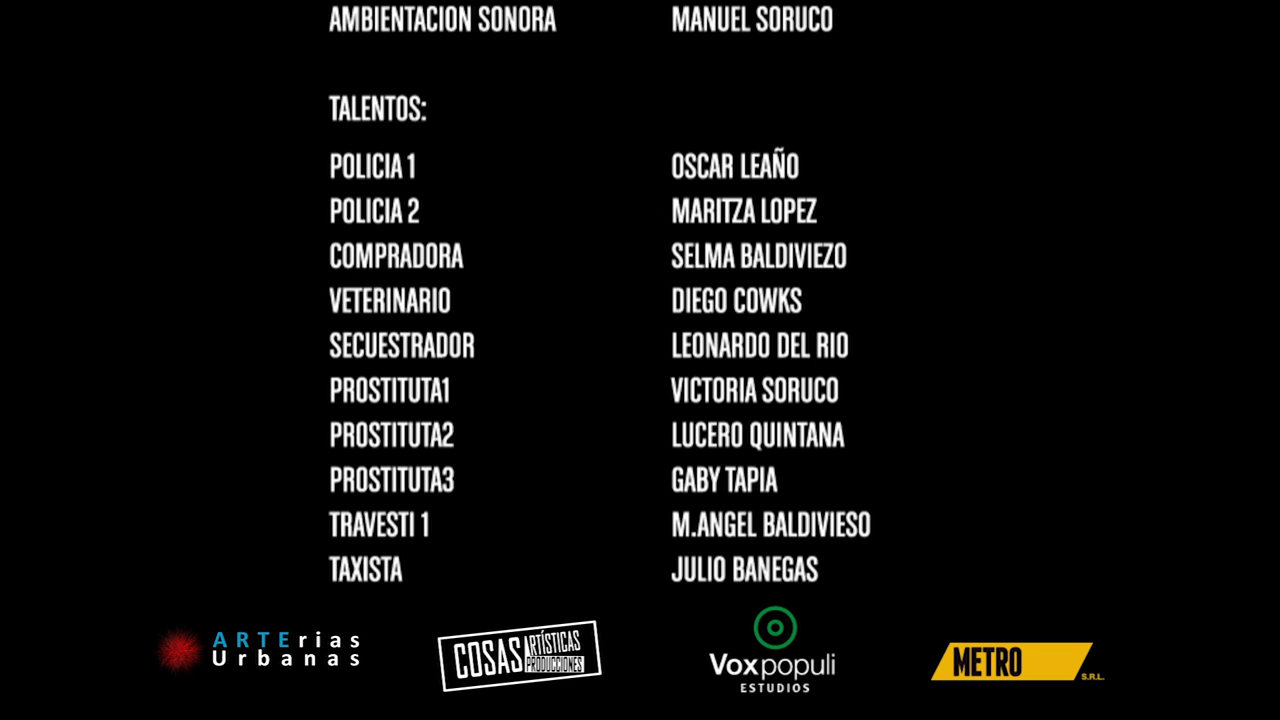 AMBIENTACION SONORA MANUEL SORUCO
TALENTOS:
POLICIA 1 OSCAR LEAÑO
POLICIA 2 MARITZA LOPEZ
COMPRADORA SELMA BALDIVIEZO
VETERINARIO DIEGO COWKS
SECUESTRADOR LEONARDO DEL RIO
PROSTITUTA1 VICTORIA SORUCO
PROSTITUTA2 LUCERO QUINTANA
PROSTITUTA3 GABY TAPIA
TRAVESTI 1 M.ANGEL BALDIVIESO
TAXISTA JULIO BANEGAS
ARTErias
Urbanas
COSAS ARTÍSTICAS
PRODUCCIONES
Voxpopuli
ESTUDIOS
METRO S.R.L.